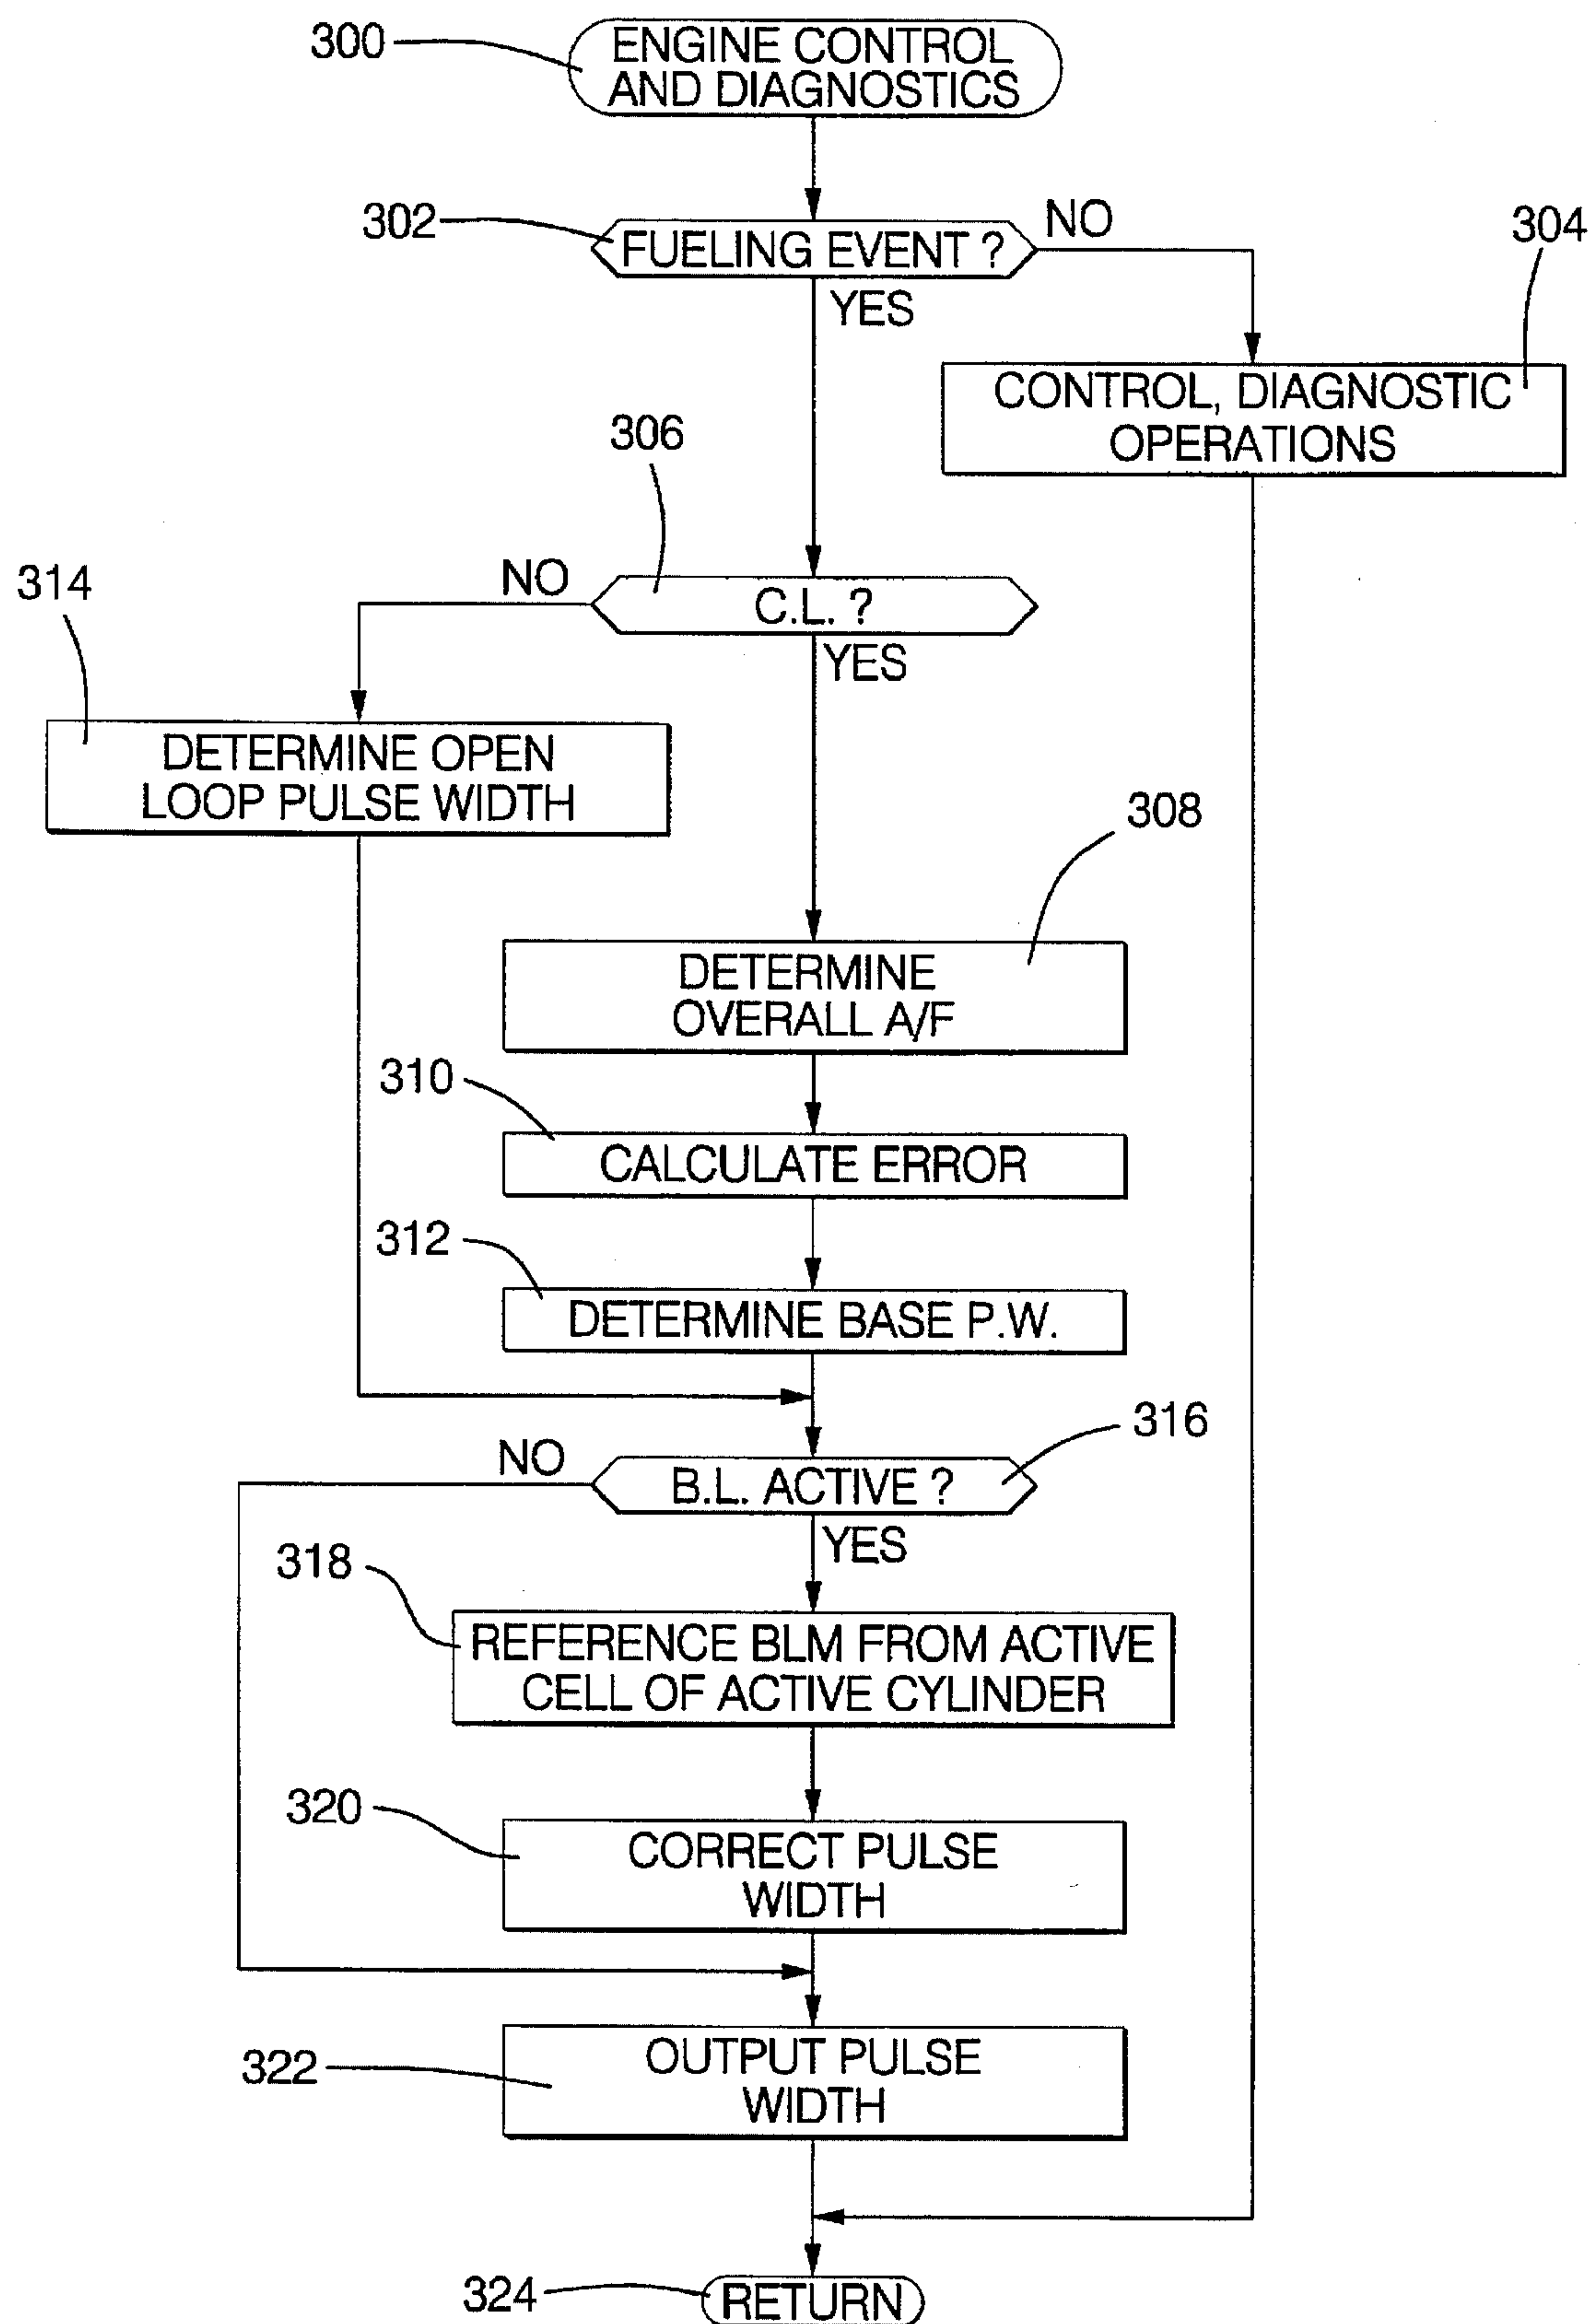 300
ENGINE CONTROL
AND DIAGNOSTICS
302
FUELING EVENT ?
NO
304
YES
CONTROL, DIAGNOSTIC
OPERATIONS
306
314
NO
C.L. ?
YES
DETERMINE OPEN
LOOP PULSE WIDTH
308
DETERMINE
OVERALL A/F
310
CALCULATE ERROR
312
DETERMINE BASE P.W.
316
NO
B.L. ACTIVE ?
YES
318
REFERENCE BLM FROM ACTIVE
CELL OF ACTIVE CYLINDER
320
CORRECT PULSE
WIDTH
322
OUTPUT PULSE
WIDTH
324
RETURN